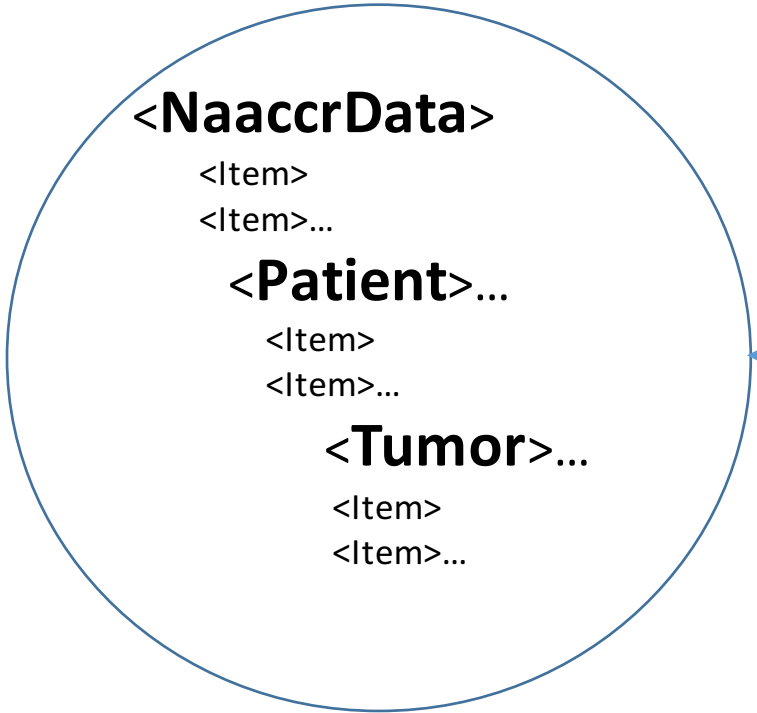 <NaaccrData>
<Item>
<Item>...
<Patient>...
<Item>
<Item>...
<Tumor>...
<Item>
<Item>...